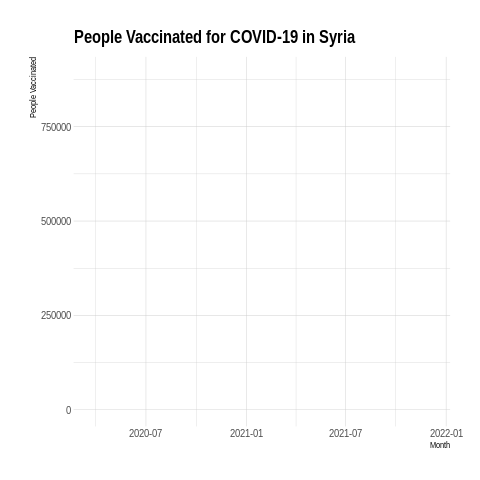 People Vaccinated for COVID-19 in Syria
People Vaccinated
750000
500000
250000
0
2020-07 2021-01 2021-07 2022-01
Month